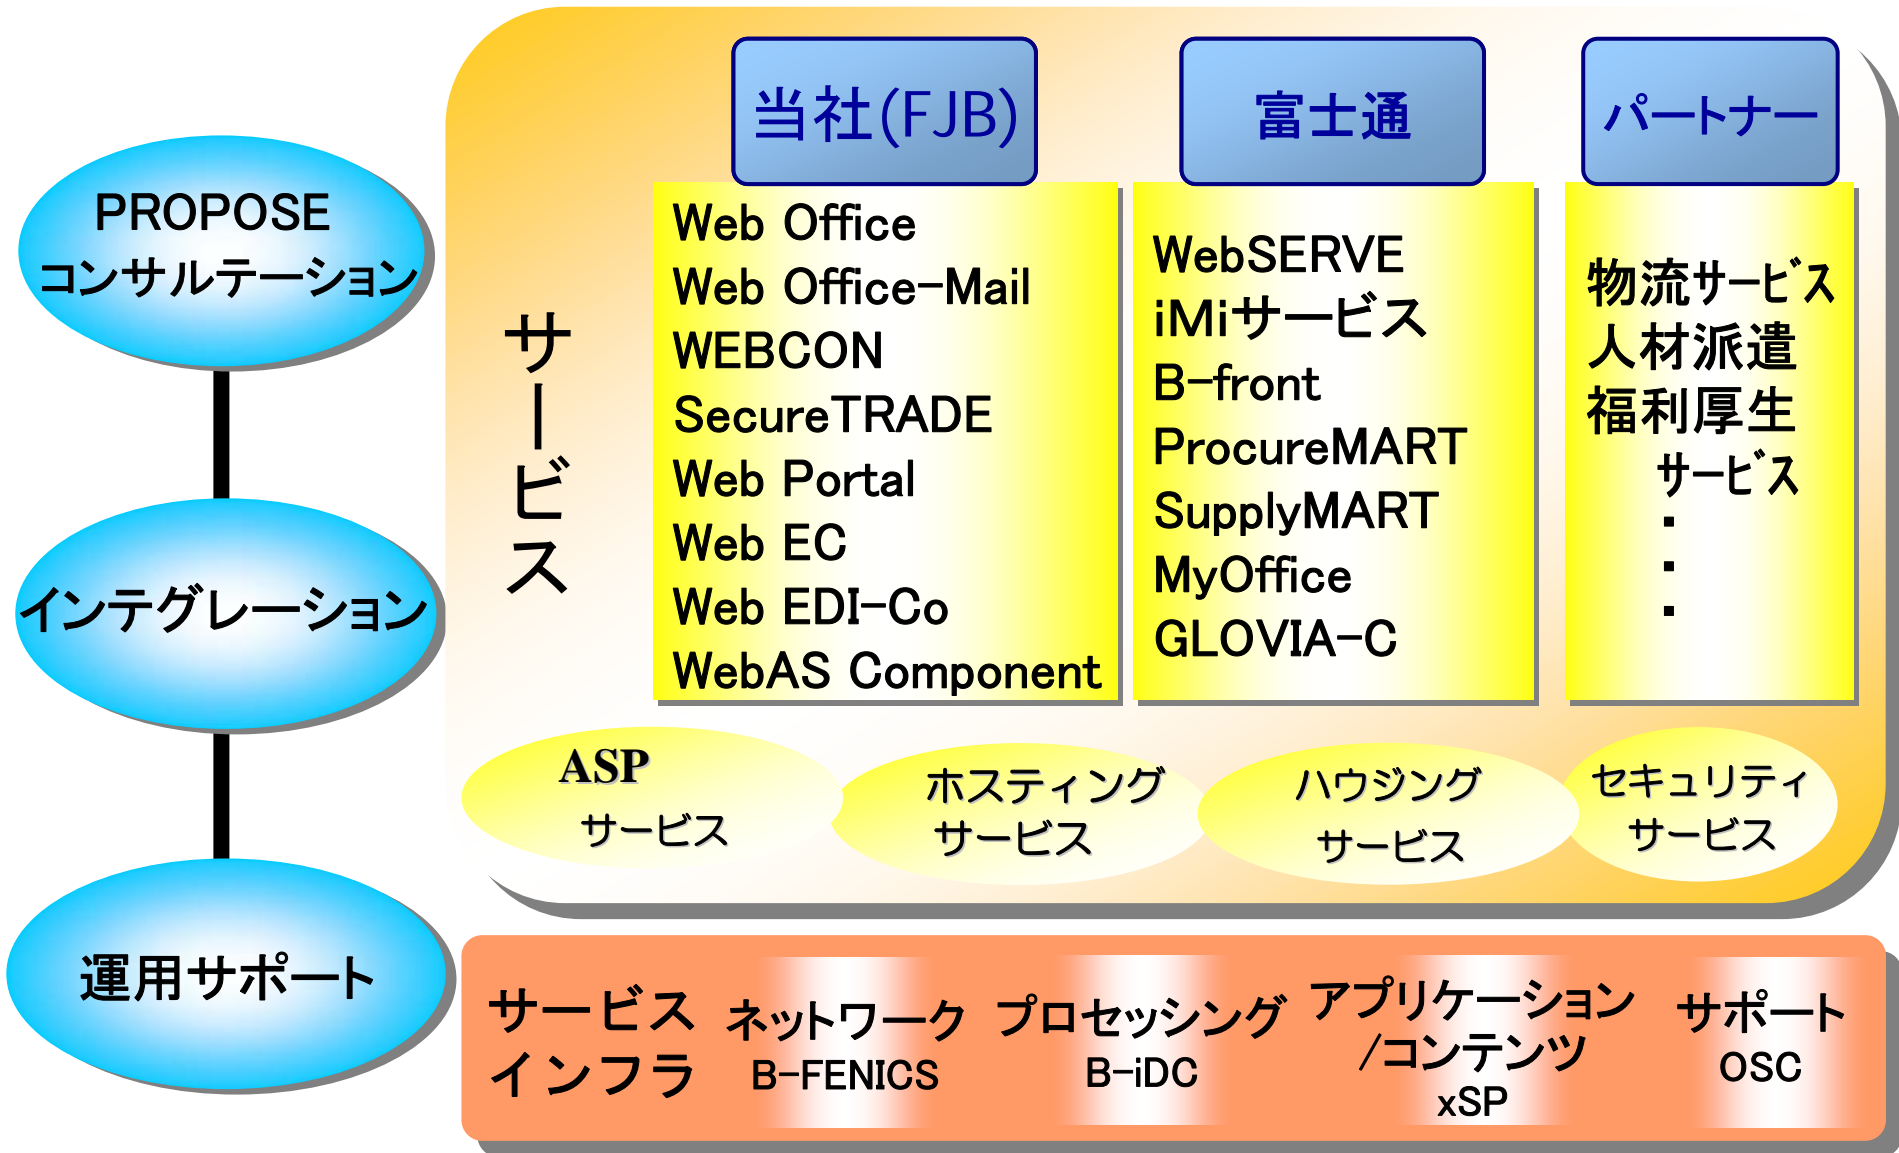 PROPOSE
コンサルテーション
インテグレーション
運用サポート
サービス
当社(FJB)
Web Office
Web Office-Mail
WEBCON
SecureTRADE
Web Portal
Web EC
Web EDI-Co
WebAS Component
富士通
WebSERVE
iMiサービス
B-front
ProcureMART
SupplyMART
MyOffice
GLOVIA-C
パートナー
物流サービス
人材派遣
福利厚生
サービス
・
・
・
ASP
サービス
ホスティング
サービス
ハウジング
サービス
セキュリティ
サービス
サービス
インフラ
ネットワーク
B-FENICS
プロセッシング
B-iDC
アプリケーション
/コンテンツ
xSP
サポート
OSC